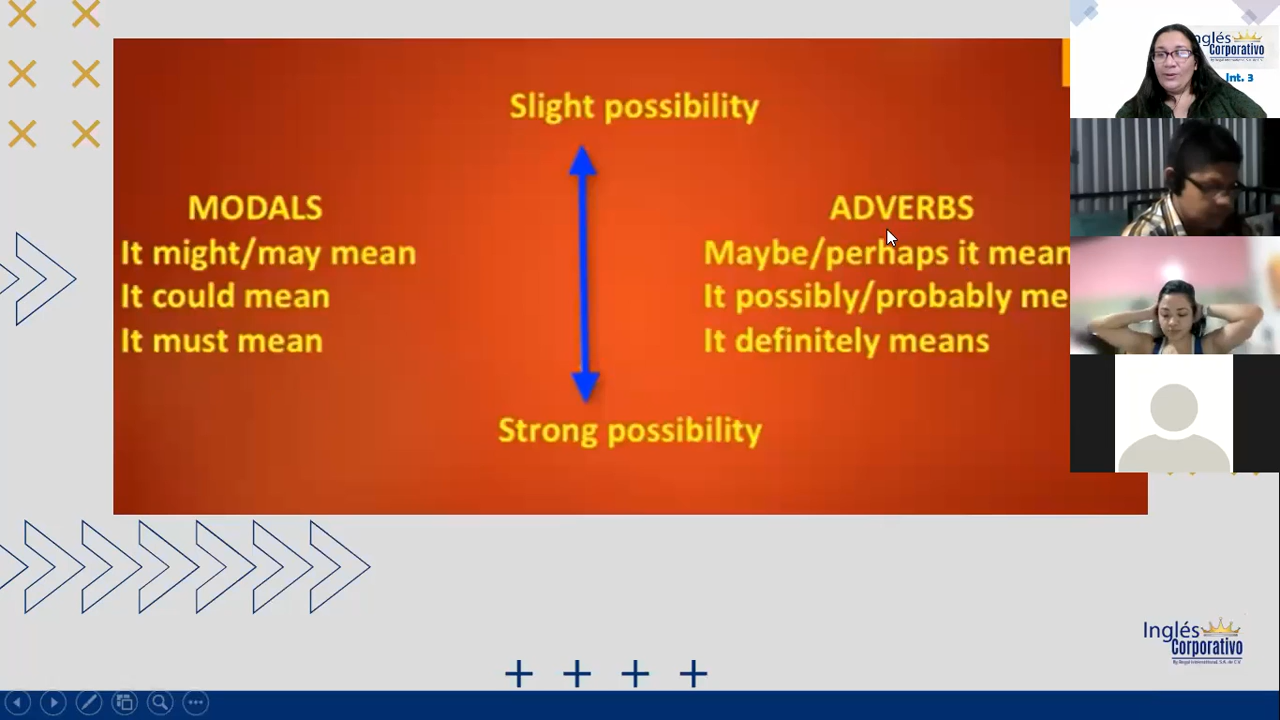 Slight possibility
MODALS
It might/may mean
It could mean
It must mean
ADVERBS
Maybe/perhaps it mean
It possibly/probably me
It definitely means
Strong possibility
Inglés
Corporativo
Int. 3
Inglés
Corporativo